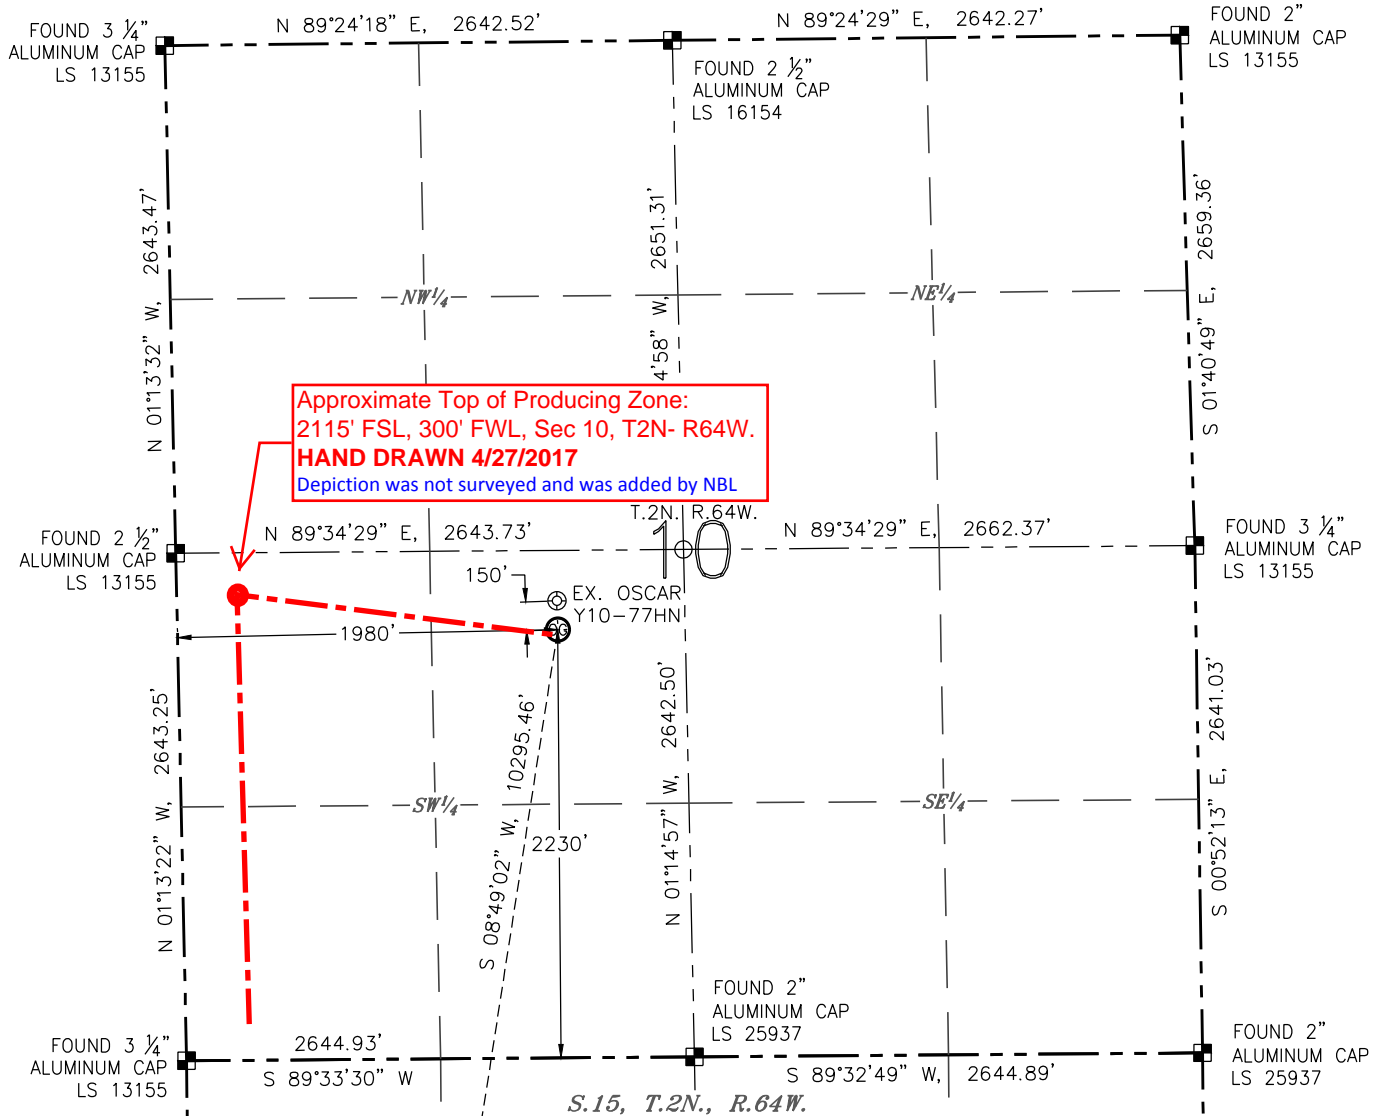 N 89°24'18" E, 2642.52'
N 89°24'29" E, 2642.27'
FOUND 3 ¼"
ALUMINUM CAP
LS 13155
FOUND 2 ½"
ALUMINUM CAP
LS 16154
FOUND 2"
ALUMINUM CAP
LS 13155
N 01°13'32" W, 2643.47'
4'58" W, 2651.31'
S 01°40'49" E, 2659.36'
NW¼
NE¼
Approximate Top of Producing Zone:
2115' FSL, 300' FWL, Sec 10, T2N- R64W.
HAND DRAWN 4/27/2017
Depiction was not surveyed and was added by NBL
T.2N. R.64W.
10
FOUND 2 ½"
ALUMINUM CAP
LS 13155
N 89°34'29" E, 2643.73'
N 89°34'29" E, 2662.37'
FOUND 3 ¼"
ALUMINUM CAP
LS 13155
150'
EX. OSCAR
Y10-77HN
1980'
N 01°13'22" W, 2643.25'
S 08°49'02" W, 10295.46'
N 01°14'57" W, 2642.50'
S 00°52'13" E, 2641.03'
SW¼
SE¼
2230'
FOUND 3 ¼"
ALUMINUM CAP
LS 13155
2644.93'
S 89°33'30" W
FOUND 2"
ALUMINUM CAP
LS 25937
S 89°32'49" W, 2644.89'
FOUND 2"
ALUMINUM CAP
LS 25937
S.15, T.2N., R.64W.